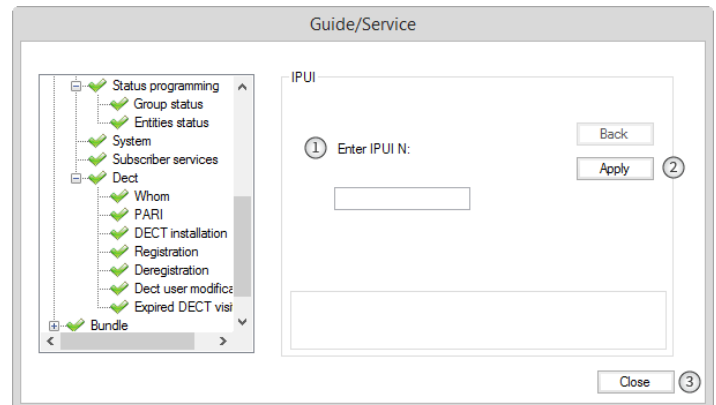 Guide/Service
Status programming
Group status
Entities status
System
Subscriber services
Dect
Whom
PARI
DECT installation
Registration
Deregistration
Dect user modifica
Expired DECT visi
Bundle
IPUI
1 Enter IPUI N:
Back
Apply 2
Close 3